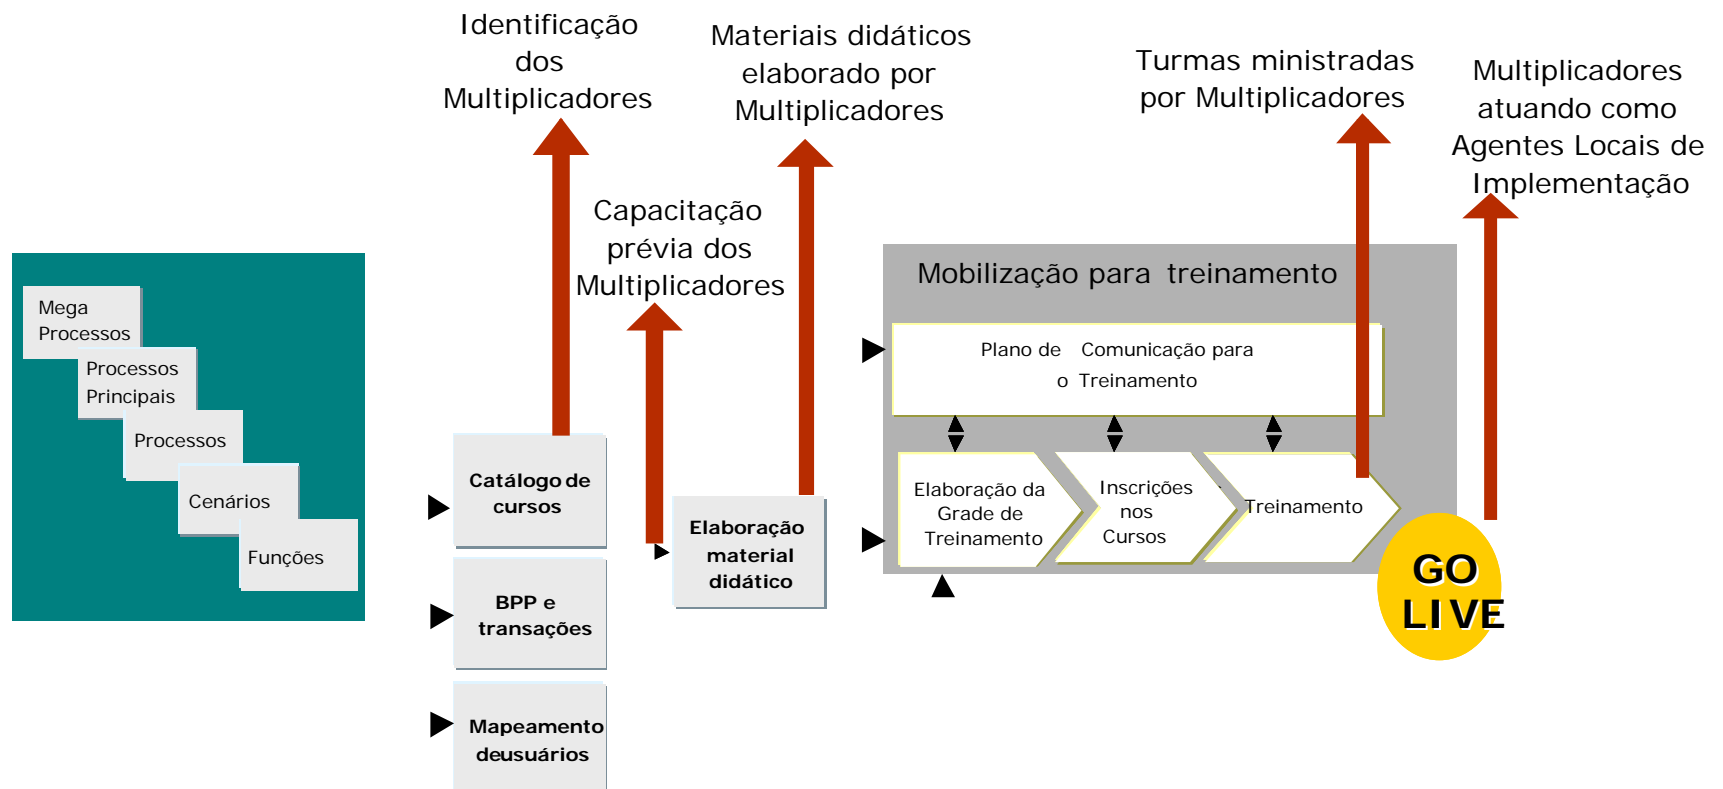 Identificação
dos
Multiplicadores
Materiais didáticos
elaborado por
Multiplicadores
Turmas ministradas
por Multiplicadores
Multiplicadores
atuando como
Agentes Locais de
Implementação
Capacitação
prévia dos
Multiplicadores
Mobilização para treinamento
Mega
Processos
Processos
Principais
Processos
Cenários
Funções
Catálogo de
cursos
BPP e
transações
Mapeamento
deusuários
Elaboração
material
didático
Plano de Comunicação para
o Treinamento
Elaboração da
Grade de
Treinamento
Inscrições
nos
Cursos
Treinamento
GO
LIVE